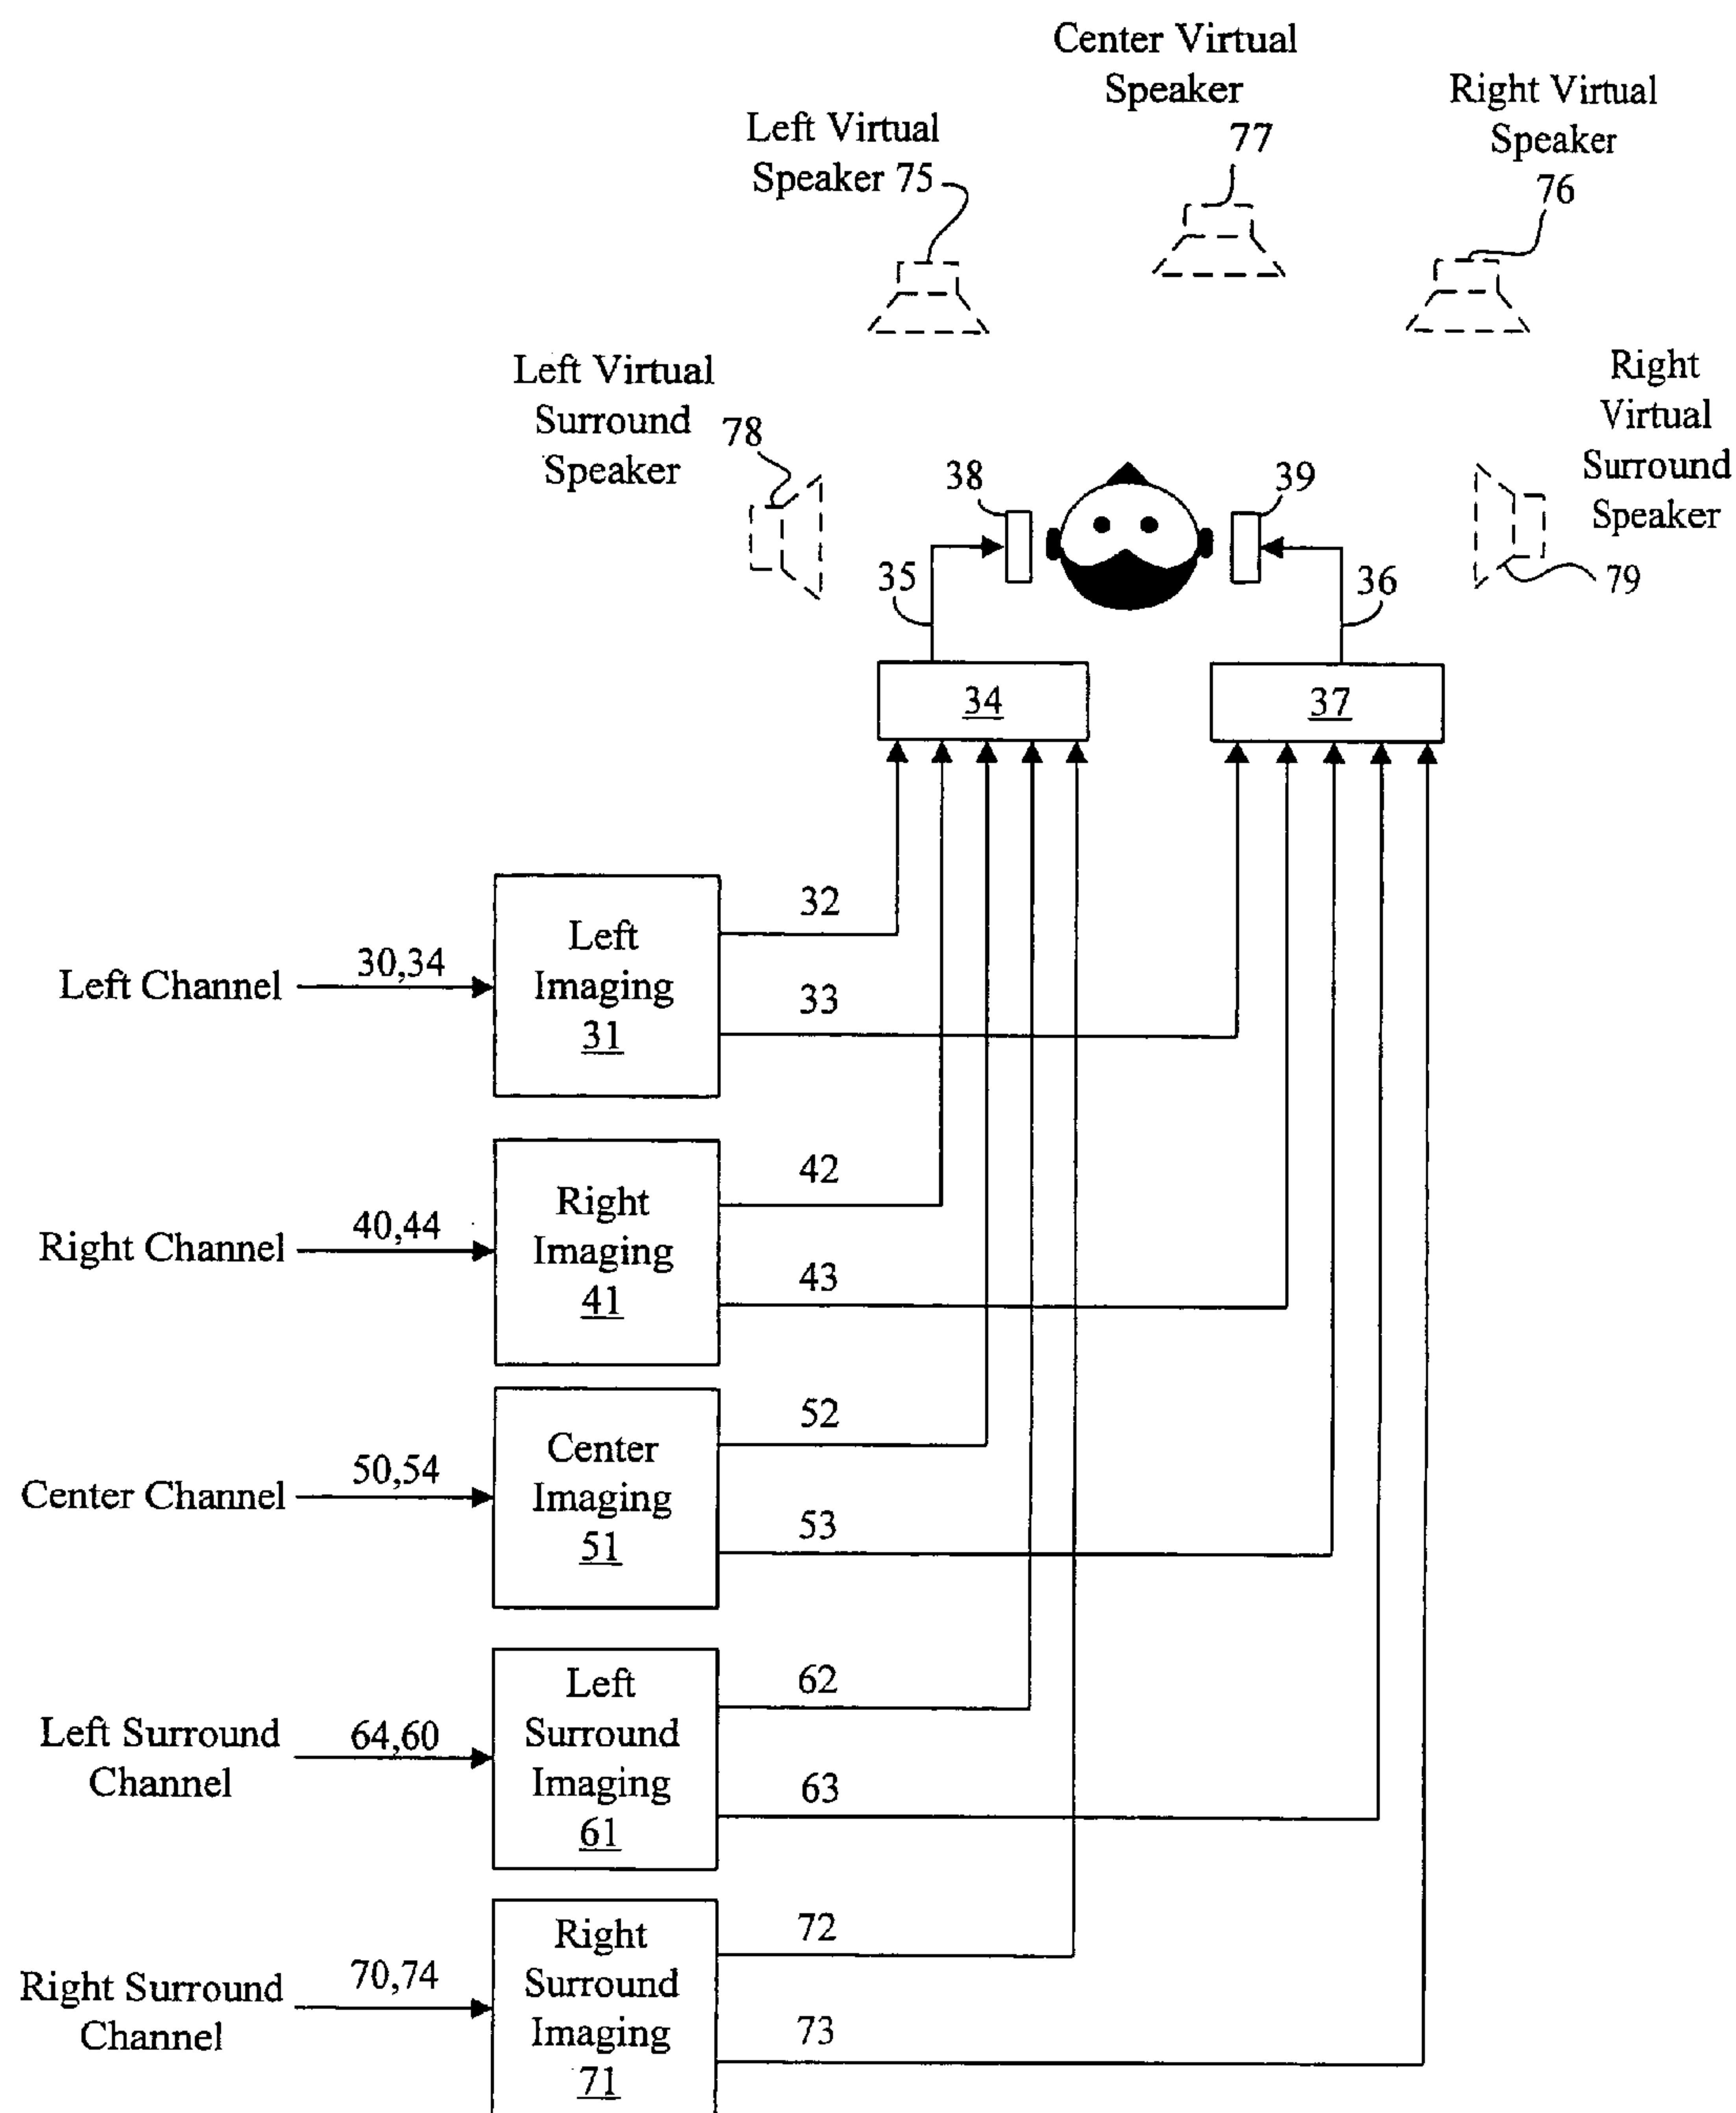 Center Virtual
Speaker
77
Right Virtual
Speaker
76
Left Virtual
Speaker 75
Left Virtual
Surround
Speaker
78
Right
Virtual
Surround
Speaker
79
38
39
35
36
34
37
Left Channel
30,34
Left
Imaging
31
32
33
Right Channel
40,44
Right
Imaging
41
42
43
Center Channel
50,54
Center
Imaging
51
52
53
Left Surround
Channel
64,60
Left
Surround
Imaging
61
62
63
Right Surround
Channel
70,74
Right
Surround
Imaging
71
72
73